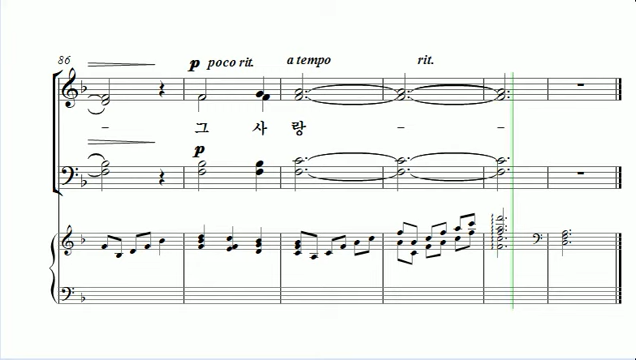 86
p poco rit. a tempo rit.
- 그 사 랑 - -
p